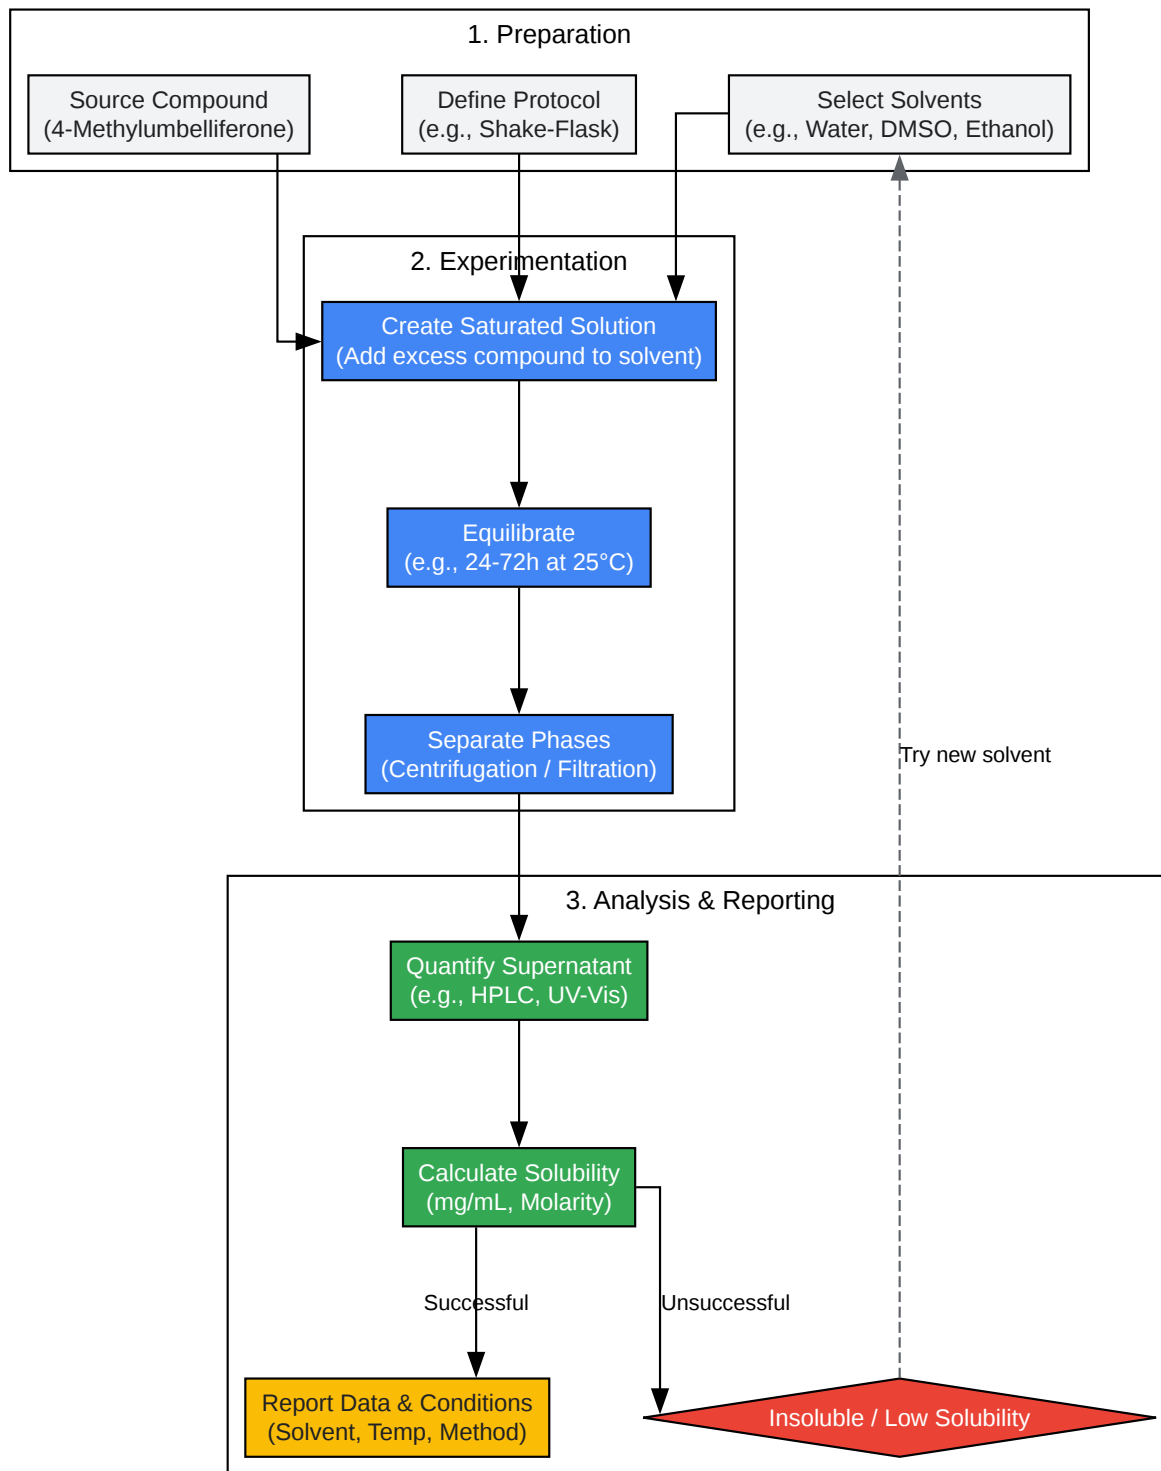 1. Preparation
Source Compound
(4-Methylumbelliferone)
Define Protocol
(e.g., Shake-Flask)
Select Solvents
(e.g., Water, DMSO, Ethanol)
2. Experimentation
Create Saturated Solution
(Add excess compound to solvent)
Equilibrate
(e.g., 24-72h at 25°C)
Separate Phases
(Centrifugation / Filtration)
Try new solvent
3. Analysis & Reporting
Quantify Supernatant
(e.g., HPLC, UV-Vis)
Calculate Solubility
(mg/mL, Molarity)
Successful
Unsuccessful
Report Data & Conditions
(Solvent, Temp, Method)
Insoluble / Low Solubility